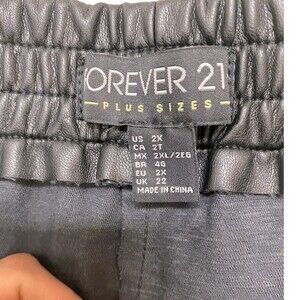 OREVER 21
PLUS SIZES
US 2X
CA 2T
MX 2XL/2EG
BR 46
EU 2X
UK 22
MADE IN CHINA